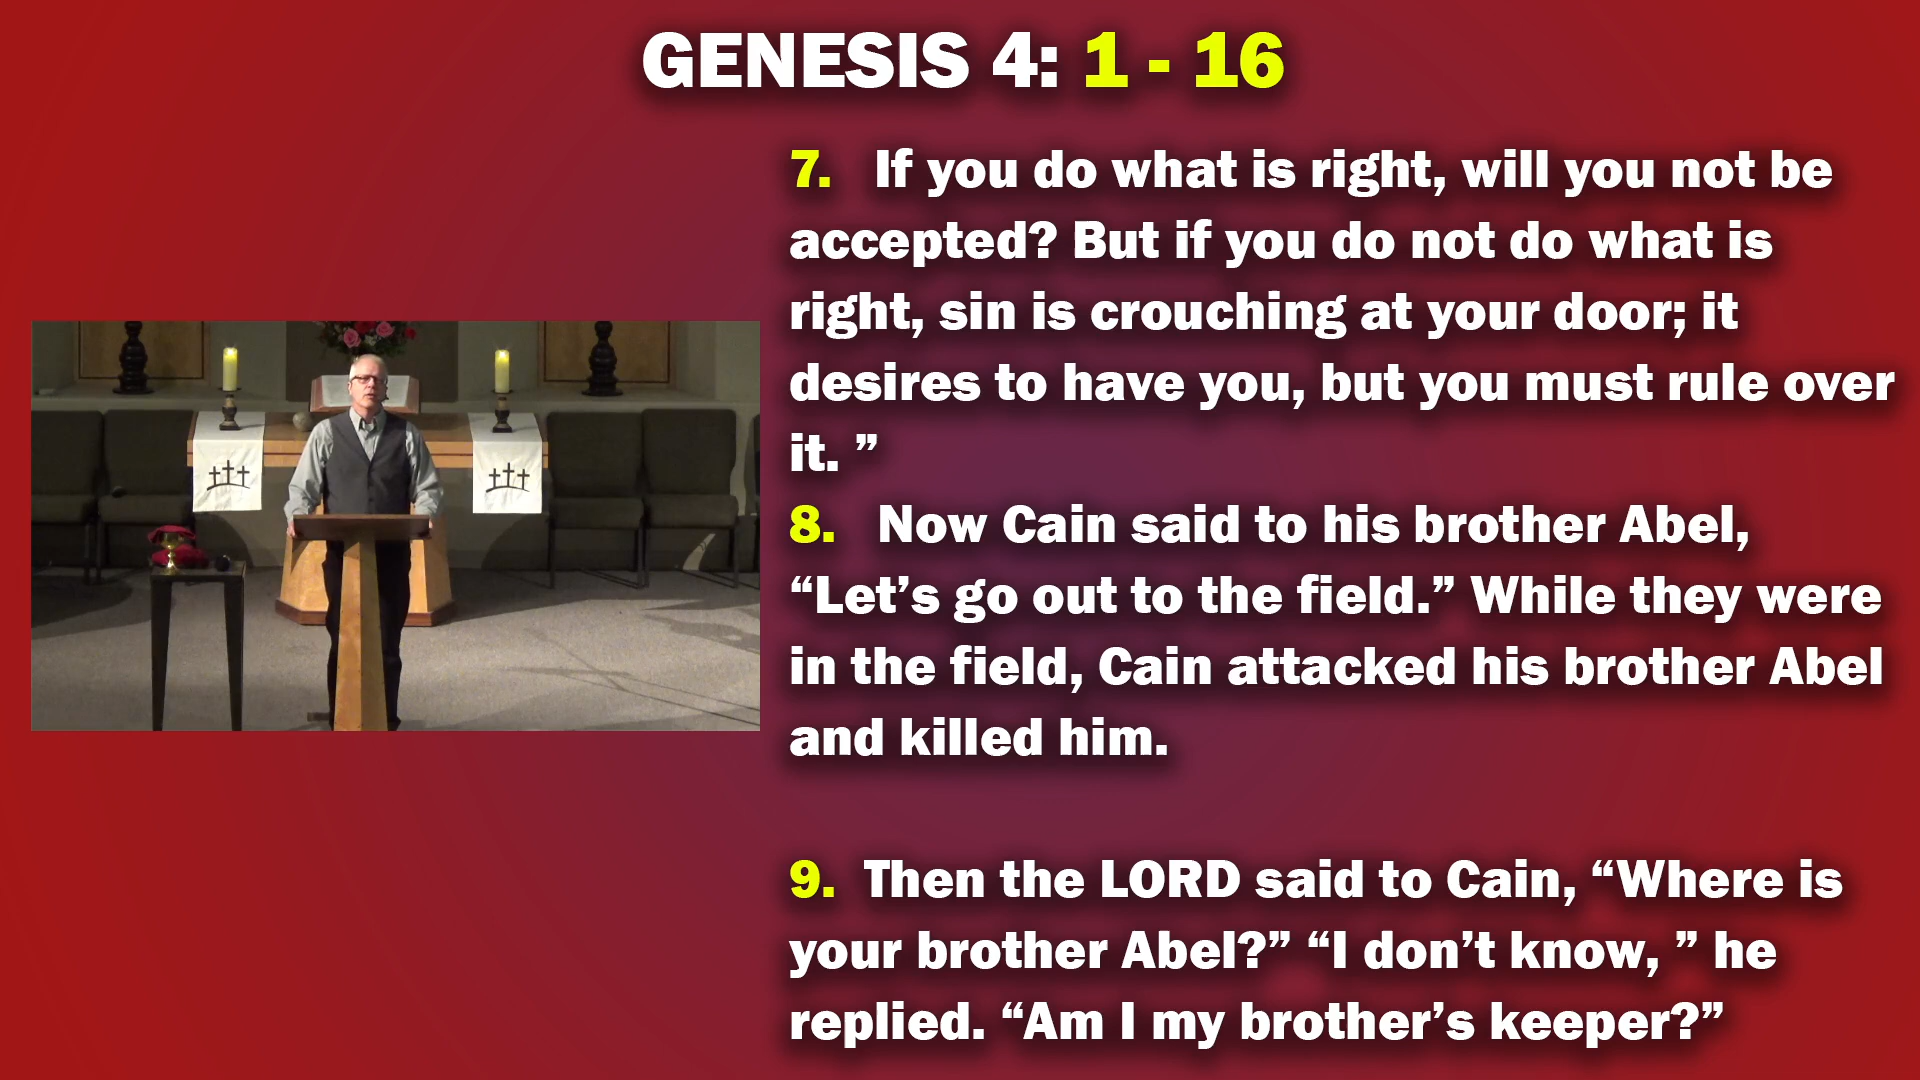 GENESIS 4: 1 - 16
7. If you do what is right, will you not be
accepted? But if you do not do what is
right, sin is crouching at your door; it
desires to have you, but you must rule over
it. ”
8. Now Cain said to his brother Abel,
“Let’s go out to the field.” While they were
in the field, Cain attacked his brother Abel
and killed him.
9. Then the LORD said to Cain, “Where is
your brother Abel?” “I don’t know, ” he
replied. “Am I my brother’s keeper?”